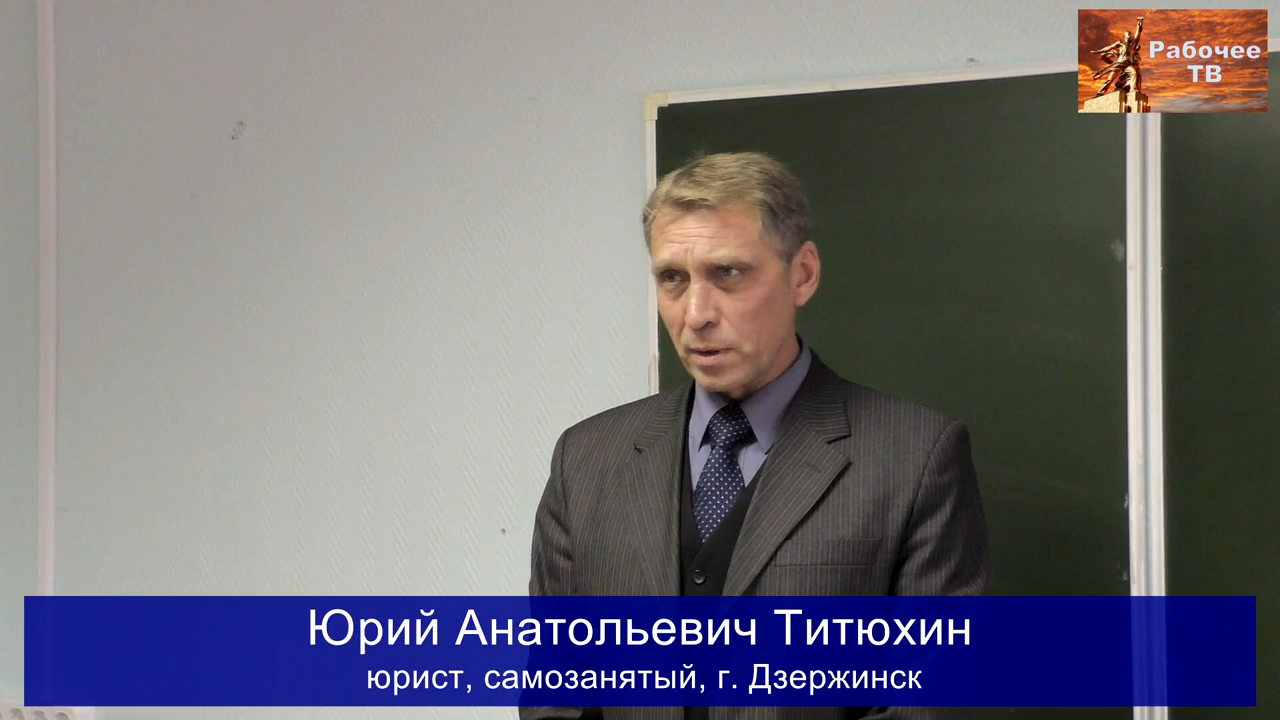 Рабочее
ТВ
Юрий Анатольевич Титюхин
юрист, самозанятый, г. Дзержинск